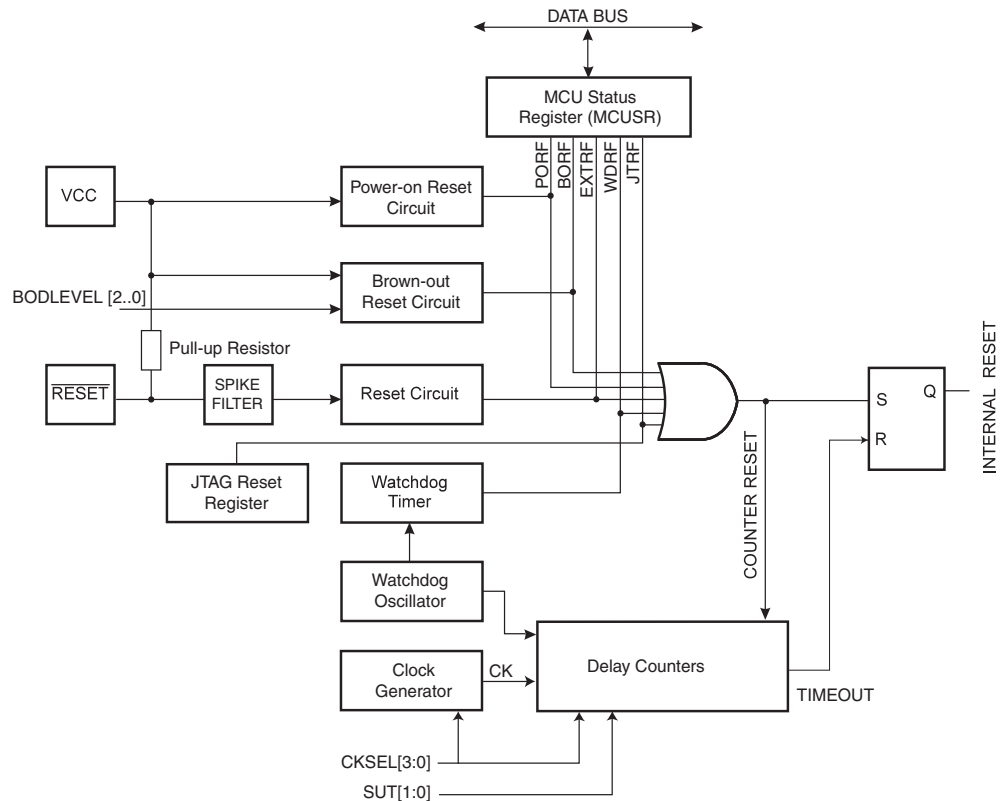 DATA BUS
MCU Status
Register (MCUSR)
PORF
BORF
EXTRF
WDRF
JTRF
VCC
Power-on Reset
Circuit
BODLEVEL [2..0]
Brown-out
Reset Circuit
Pull-up Resistor
RESET
SPIKE
FILTER
Reset Circuit
JTAG Reset
Register
Watchdog
Timer
Watchdog
Oscillator
Clock
Generator
CK
Delay Counters
COUNTER RESET
TIMEOUT
S
R
Q
INTERNAL RESET
CKSEL[3:0]
SUT[1:0]